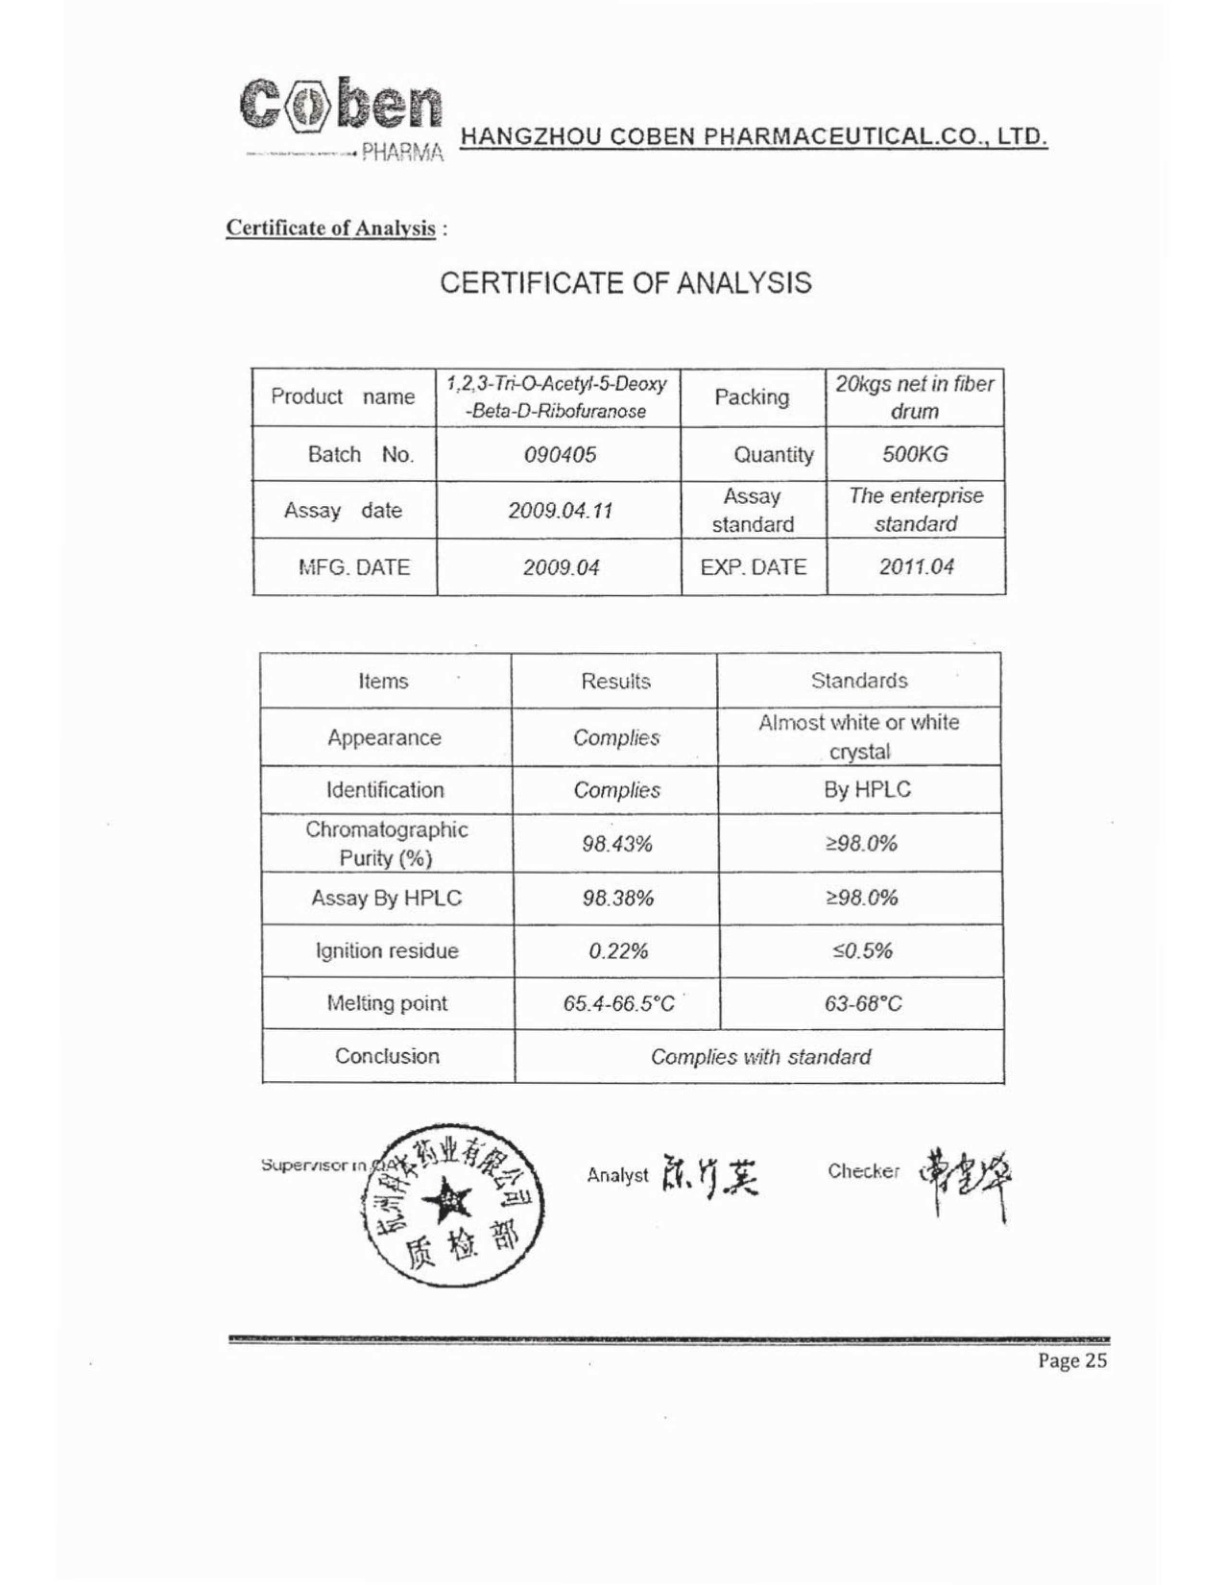 Coben
PHARMA
HANGZHOU COBEN PHARMACEUTICAL.CO., LTD.
Certificate of Analysis :
CERTIFICATE OF ANALYSIS
Product name 1,2,3-Tri-O-Acetyl-5-Deoxy-Beta-D-Ribofuranose Packing 20kgs net in fiber drum
Batch No. 090405 Quantity 500KG
Assay date 2009.04.11 Assay standard The enterprise standard
MFG. DATE 2009.04 EXP. DATE 2011.04
Items Results Standards
Appearance Complies Almost white or white crystal
Identification Complies By HPLC
Chromatographic Purity (%) 98.43% ≥98.0%
Assay By HPLC 98.38% ≥98.0%
Ignition residue 0.22% ≤0.5%
Melting point 65.4-66.5°C 63-68°C
Conclusion Complies with standard
Supervisor in
杭州科本药业有限公司
质检部
Analyst
Checker
Page 25